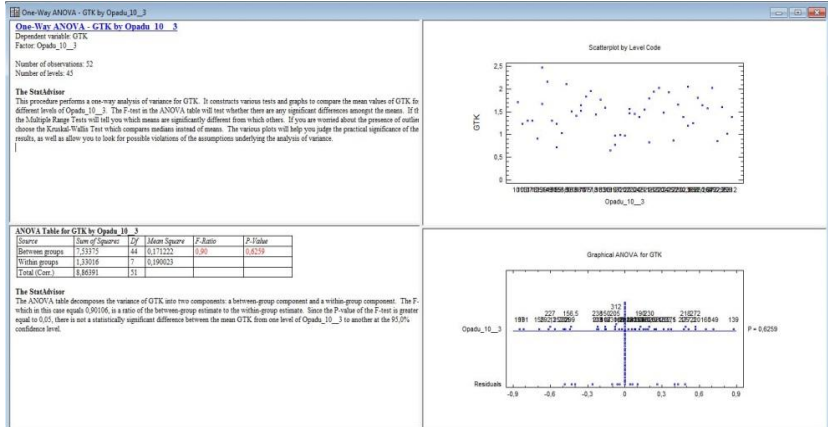 One-Way ANOVA - GTK by Opadu_10__3
One-Way ANOVA - GTK by Opadu_10__3
Dependent variable: GTK
Factor: Opadu_10__3
Number of observations: 52
Number of levels: 45
The StatAdvisor
This procedure performs a one-way analysis of variance for GTK. It constructs various tests and graphs to compare the mean values of GTK fo
different levels of Opadu_10__3. The F-test in the ANOVA table will test whether there are any significant differences amongst the means. If th
the Multiple Range Tests will tell you which means are significantly different from which others. If you are worried about the presence of outlier
choose the Kruskal-Wallis Test which compares medians instead of means. The various plots will help you judge the practical significance of the
results, as well as allow you to look for possible violations of the assumptions underlying the analysis of variance.
Scatterplot by Level Code
2,5
2
1,5
1
0,5
0
GTK
Opadu_10__3
ANOVA Table for GTK by Opadu_10__3
Source Sum of Squares Df Mean Square F-Ratio P-Value
Between groups 7,53375 44 0,171222 0,90 0,6259
Within groups 1,33016 7 0,190023
Total (Corr.) 8,86391 51
The StatAdvisor
The ANOVA table decomposes the variance of GTK into two components: a between-group component and a within-group component. The F-
which in this case equals 0,90106, is a ratio of the between-group estimate to the within-group estimate. Since the P-value of the F-test is greater
equal to 0,05, there is not a statistically significant difference between the mean GTK from one level of Opadu_10__3 to another at the 95,0%
confidence level.
Graphical ANOVA for GTK
312
227 156,5
139
Opadu_10__3
P = 0,6259
Residuals
-0,9 -0,6 -0,3 0 0,3 0,6 0,9